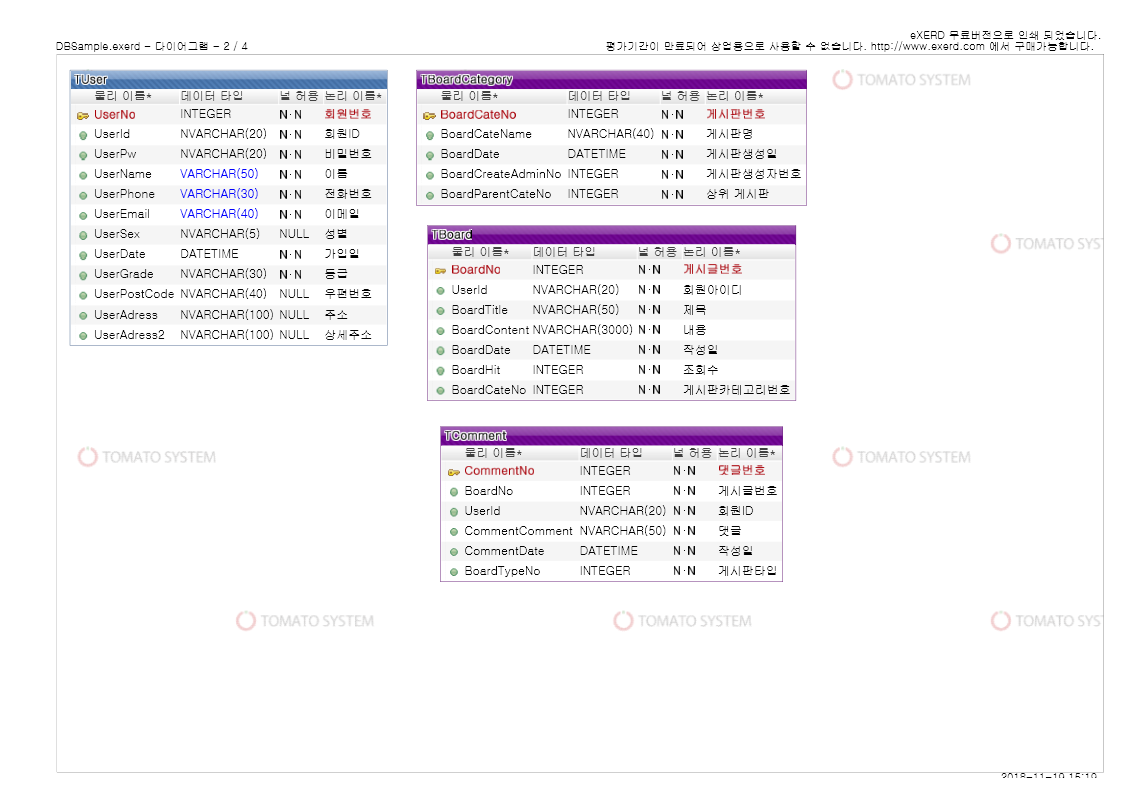 eXERD 무료버전으로 인쇄 되었습니다.
DBSample.exerd - 다이어그램 - 2 / 4
평가기간이 만료되어 상업용으로 사용할 수 없습니다. http://www.exerd.com 에서 구매가능합니다.
TUser
물리 이름* 데이터 타입 널 허용 논리 이름*
UserNo INTEGER N·N 회원번호
UserId NVARCHAR(20) N·N 회원ID
UserPw NVARCHAR(20) N·N 비밀번호
UserName VARCHAR(50) N·N 이름
UserPhone VARCHAR(30) N·N 전화번호
UserEmail VARCHAR(40) N·N 이메일
UserSex NVARCHAR(5) NULL 성별
UserDate DATETIME N·N 가입일
UserGrade NVARCHAR(30) N·N 등급
UserPostCode NVARCHAR(40) NULL 우편번호
UserAdress NVARCHAR(100) NULL 주소
UserAdress2 NVARCHAR(100) NULL 상세주소
TBoardCategory
물리 이름* 데이터 타입 널 허용 논리 이름*
BoardCateNo INTEGER N·N 게시판번호
BoardCateName NVARCHAR(40) N·N 게시판명
BoardDate DATETIME N·N 게시판생성일
BoardCreateAdminNo INTEGER N·N 게시판생성자번호
BoardParentCateNo INTEGER N·N 상위 게시판
TBoard
물리 이름* 데이터 타입 널 허용 논리 이름*
BoardNo INTEGER N·N 게시글번호
UserId NVARCHAR(20) N·N 회원아이디
BoardTitle NVARCHAR(50) N·N 제목
BoardContent NVARCHAR(3000) N·N 내용
BoardDate DATETIME N·N 작성일
BoardHit INTEGER N·N 조회수
BoardCateNo INTEGER N·N 게시판카테고리번호
TComment
물리 이름* 데이터 타입 널 허용 논리 이름*
CommentNo INTEGER N·N 댓글번호
BoardNo INTEGER N·N 게시글번호
UserId NVARCHAR(20) N·N 회원ID
CommentComment NVARCHAR(50) N·N 댓글
CommentDate DATETIME N·N 작성일
BoardTypeNo INTEGER N·N 게시판타입
TOMATO SYSTEM
TOMATO SYST
TOMATO SYSTEM
TOMATO SYSTEM
TOMATO SYSTEM
TOMATO SYSTEM
TOMATO SYST